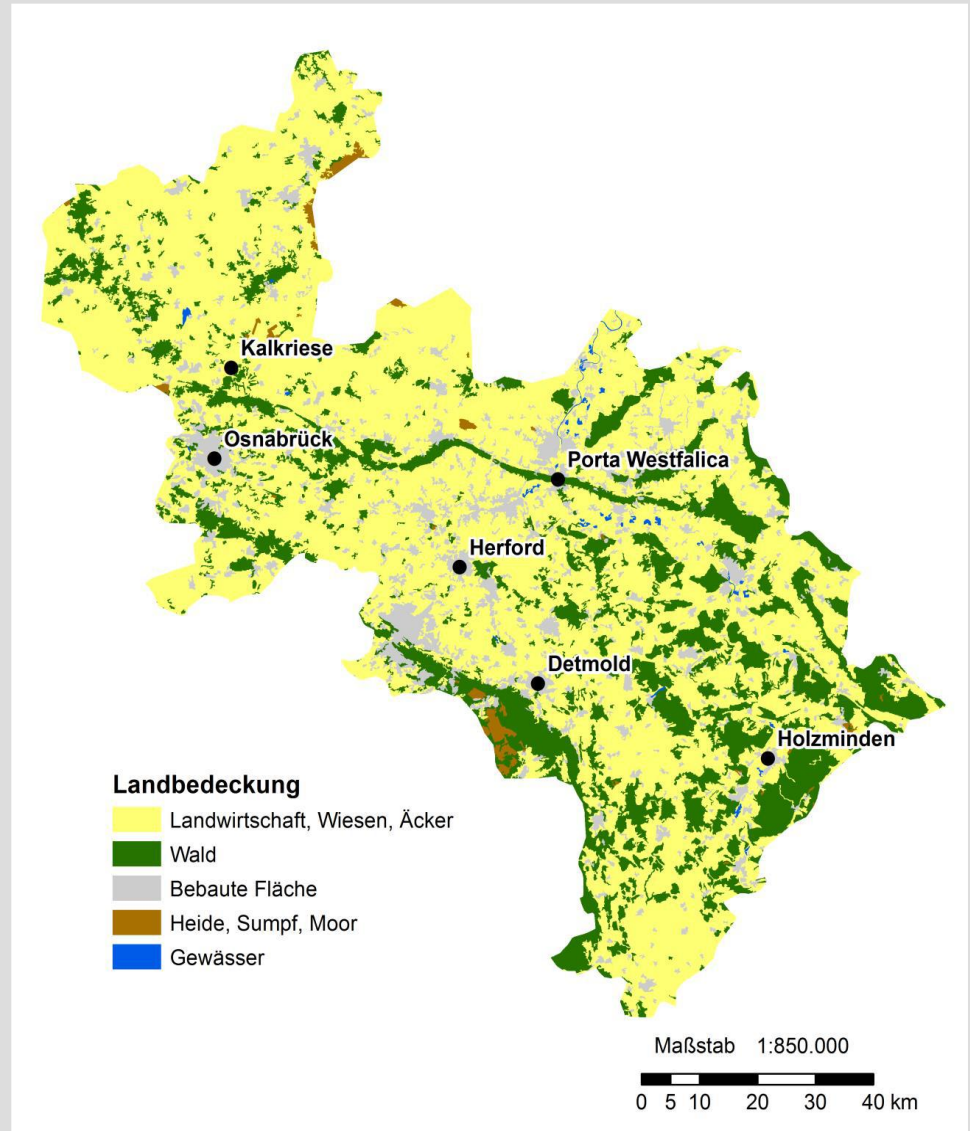 Kalkriese
Osnabrück
Porta Westfalica
Herford
Detmold
Holzminden
Landbedeckung
Landwirtschaft, Wiesen, Äcker
Wald
Bebaute Fläche
Heide, Sumpf, Moor
Gewässer
Maßstab 1:850.000
0 5 10 20 30 40 km